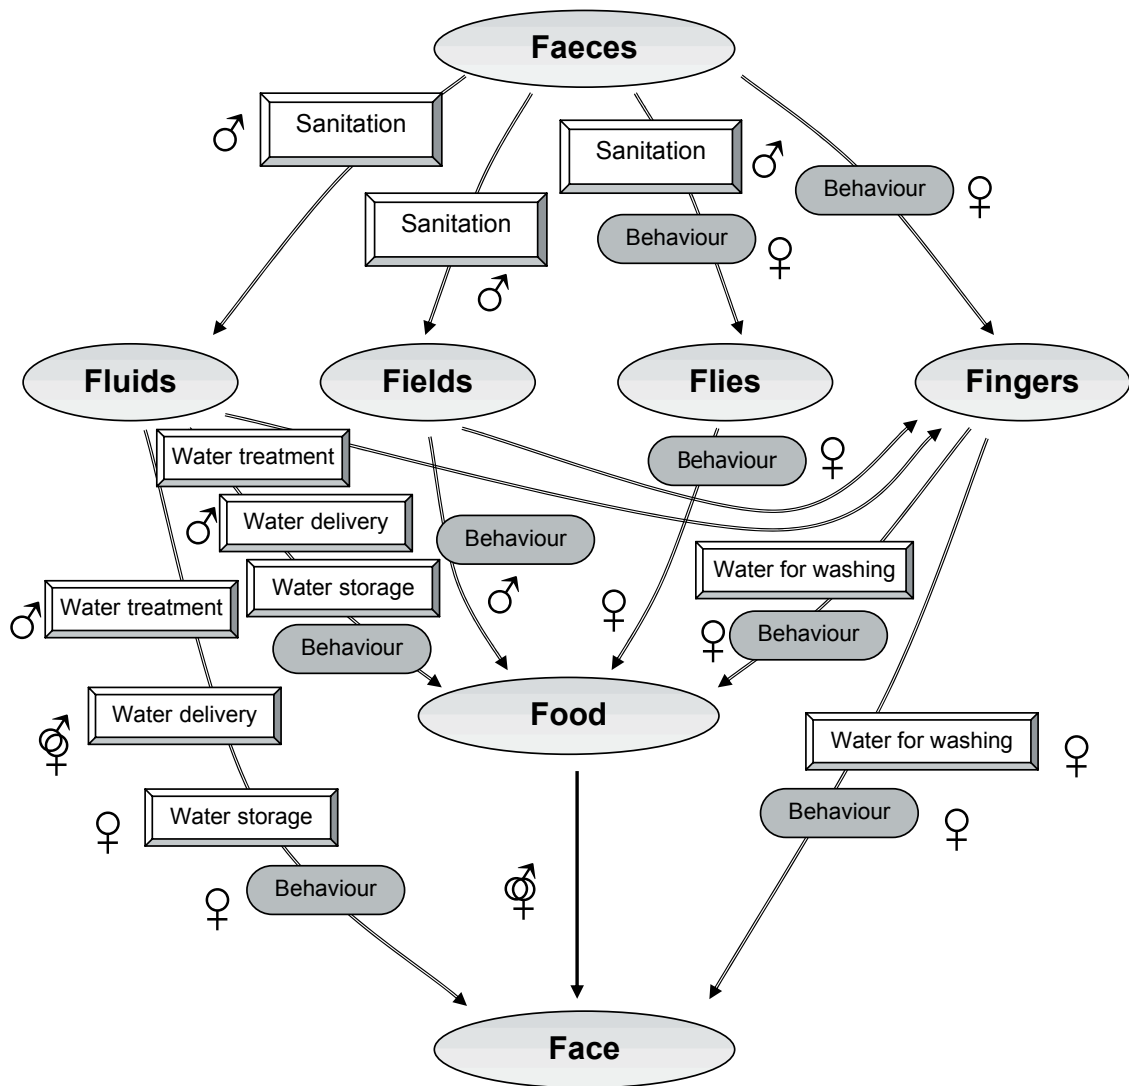 Faeces
Sanitation
Sanitation
Behaviour
Sanitation
Behaviour
Fluids
Fields
Flies
Fingers
Water treatment
Behaviour
Water delivery
Behaviour
Water storage
Water for washing
Water treatment
Behaviour
Behaviour
Water delivery
Food
Water for washing
Water storage
Behaviour
Behaviour
Face